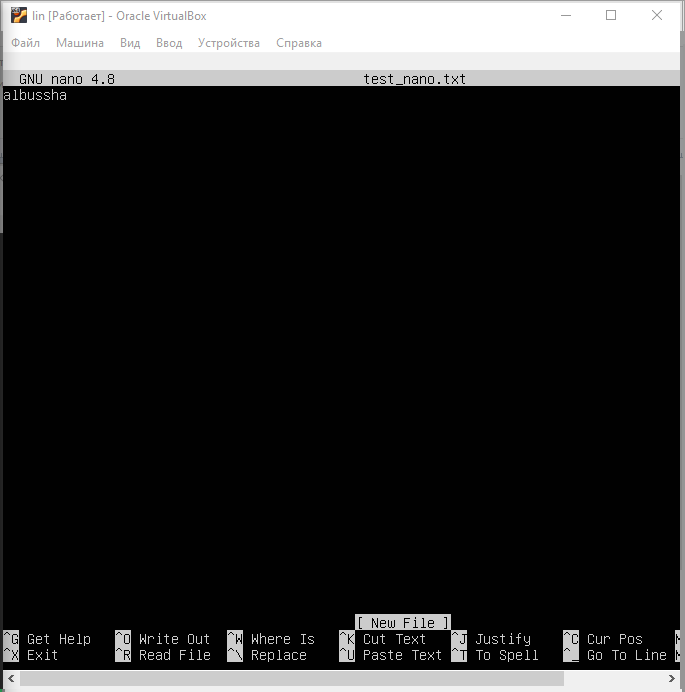 lin [Работает] - Oracle VirtualBox
Файл Машина Вид Ввод Устройства Справка
GNU nano 4.8 test_nano.txt
albussha
[ New File ]
^G Get Help ^O Write Out ^W Where Is ^K Cut Text ^J Justify ^C Cur Pos
^X Exit ^R Read File ^\ Replace ^U Paste Text ^T To Spell ^_ Go To Line